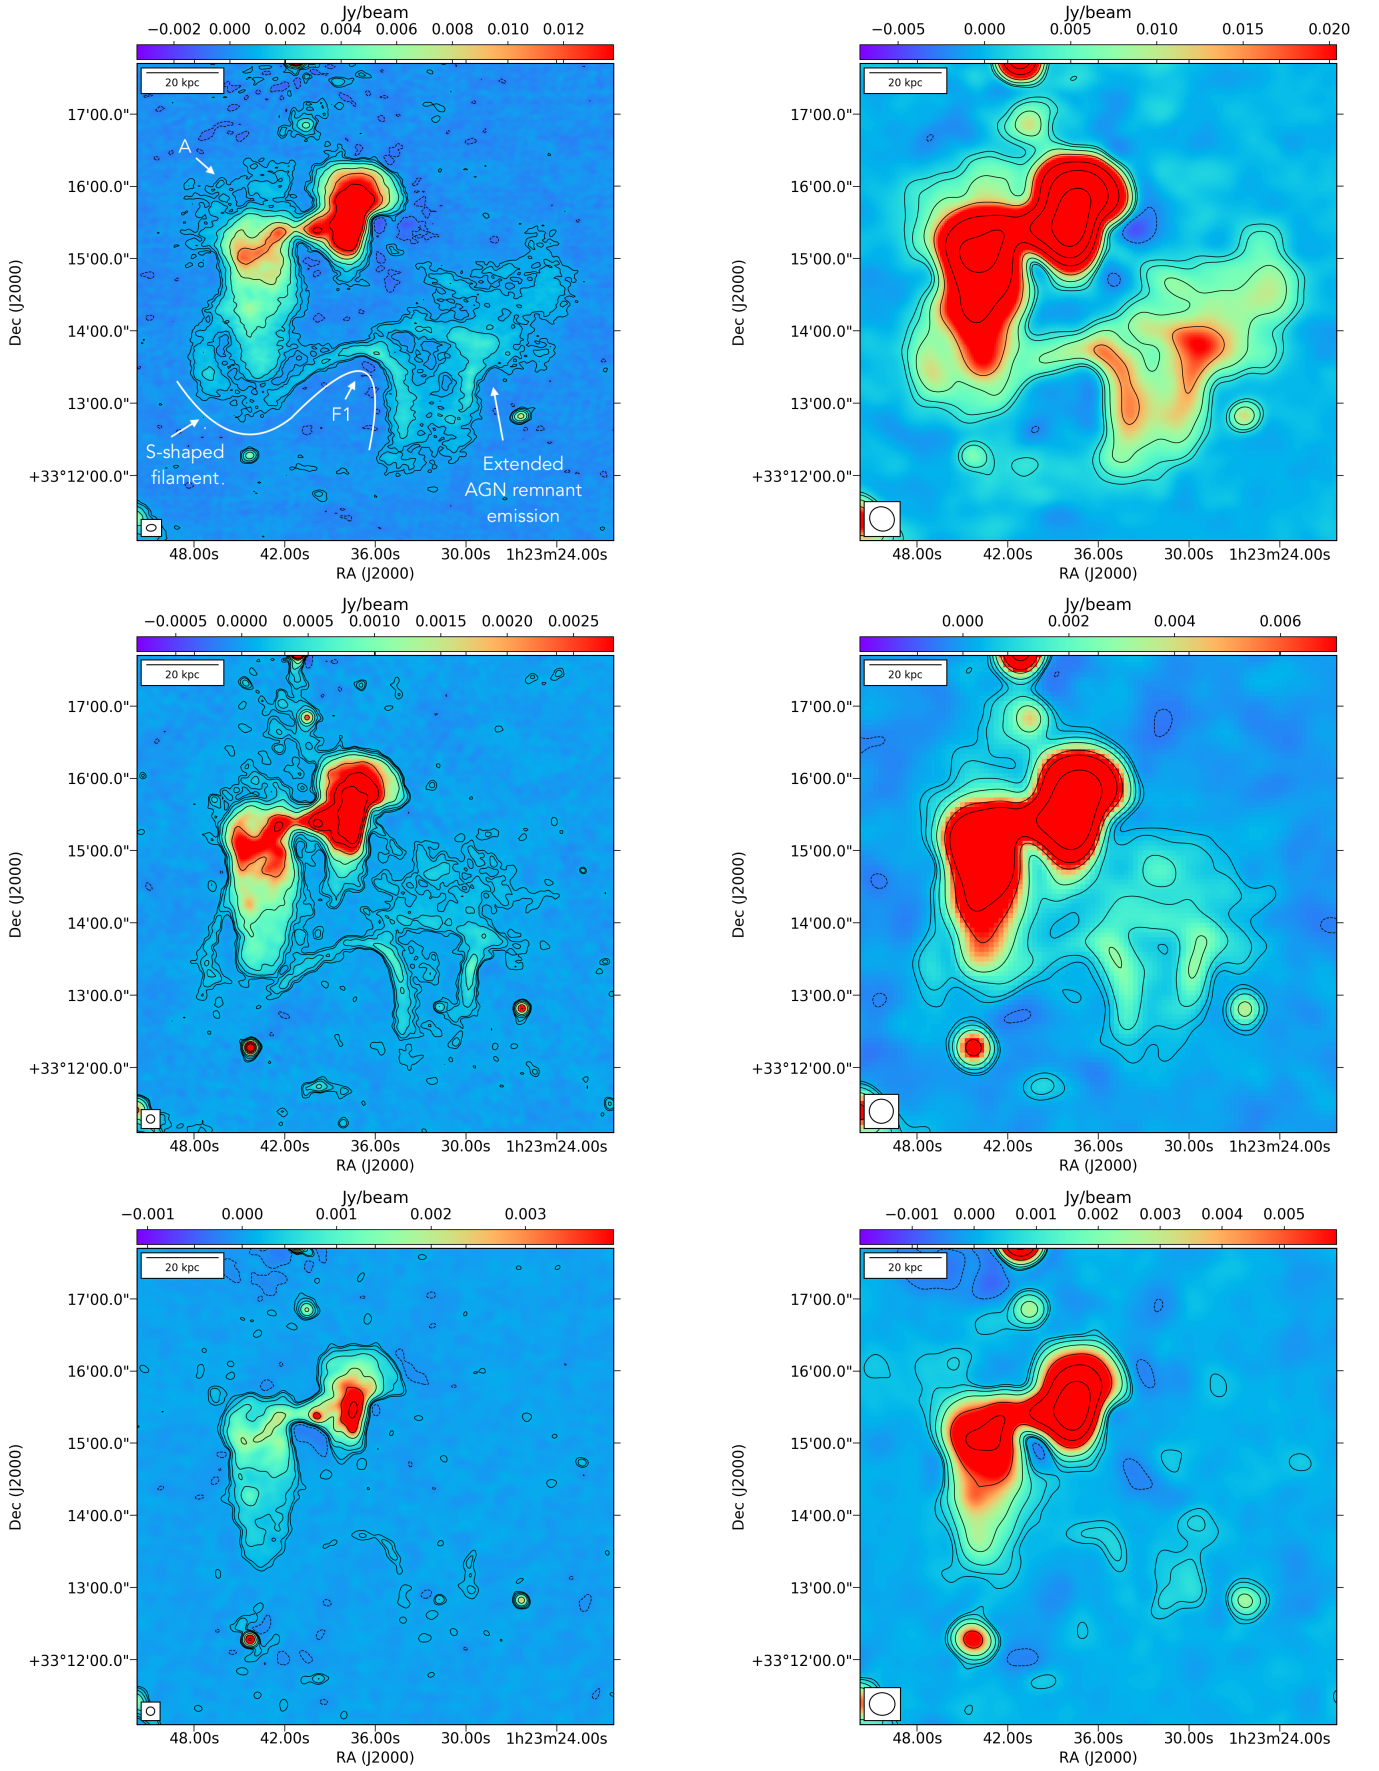 Jy/beam
−0.002 0.000 0.002 0.004 0.006 0.008 0.010 0.012
20 kpc
17'00.0"
A
16'00.0"
15'00.0"
Dec (J2000)
14'00.0"
13'00.0"
F1
S-shaped
filament.
Extended
AGN remnant
emission
+33°12'00.0"
48.00s 42.00s 36.00s 30.00s 1h23m24.00s
RA (J2000)
Jy/beam
−0.005 0.000 0.005 0.010 0.015 0.020
20 kpc
17'00.0"
16'00.0"
15'00.0"
Dec (J2000)
14'00.0"
13'00.0"
+33°12'00.0"
48.00s 42.00s 36.00s 30.00s 1h23m24.00s
RA (J2000)
Jy/beam
−0.0005 0.0000 0.0005 0.0010 0.0015 0.0020 0.0025
20 kpc
17'00.0"
16'00.0"
15'00.0"
Dec (J2000)
14'00.0"
13'00.0"
+33°12'00.0"
48.00s 42.00s 36.00s 30.00s 1h23m24.00s
RA (J2000)
Jy/beam
0.000 0.002 0.004 0.006
20 kpc
17'00.0"
16'00.0"
15'00.0"
Dec (J2000)
14'00.0"
13'00.0"
+33°12'00.0"
48.00s 42.00s 36.00s 30.00s 1h23m24.00s
RA (J2000)
Jy/beam
−0.001 0.000 0.001 0.002 0.003
20 kpc
17'00.0"
16'00.0"
15'00.0"
Dec (J2000)
14'00.0"
13'00.0"
+33°12'00.0"
48.00s 42.00s 36.00s 30.00s 1h23m24.00s
RA (J2000)
Jy/beam
−0.001 0.000 0.001 0.002 0.003 0.004 0.005
20 kpc
17'00.0"
16'00.0"
15'00.0"
Dec (J2000)
14'00.0"
13'00.0"
+33°12'00.0"
48.00s 42.00s 36.00s 30.00s 1h23m24.00s
RA (J2000)